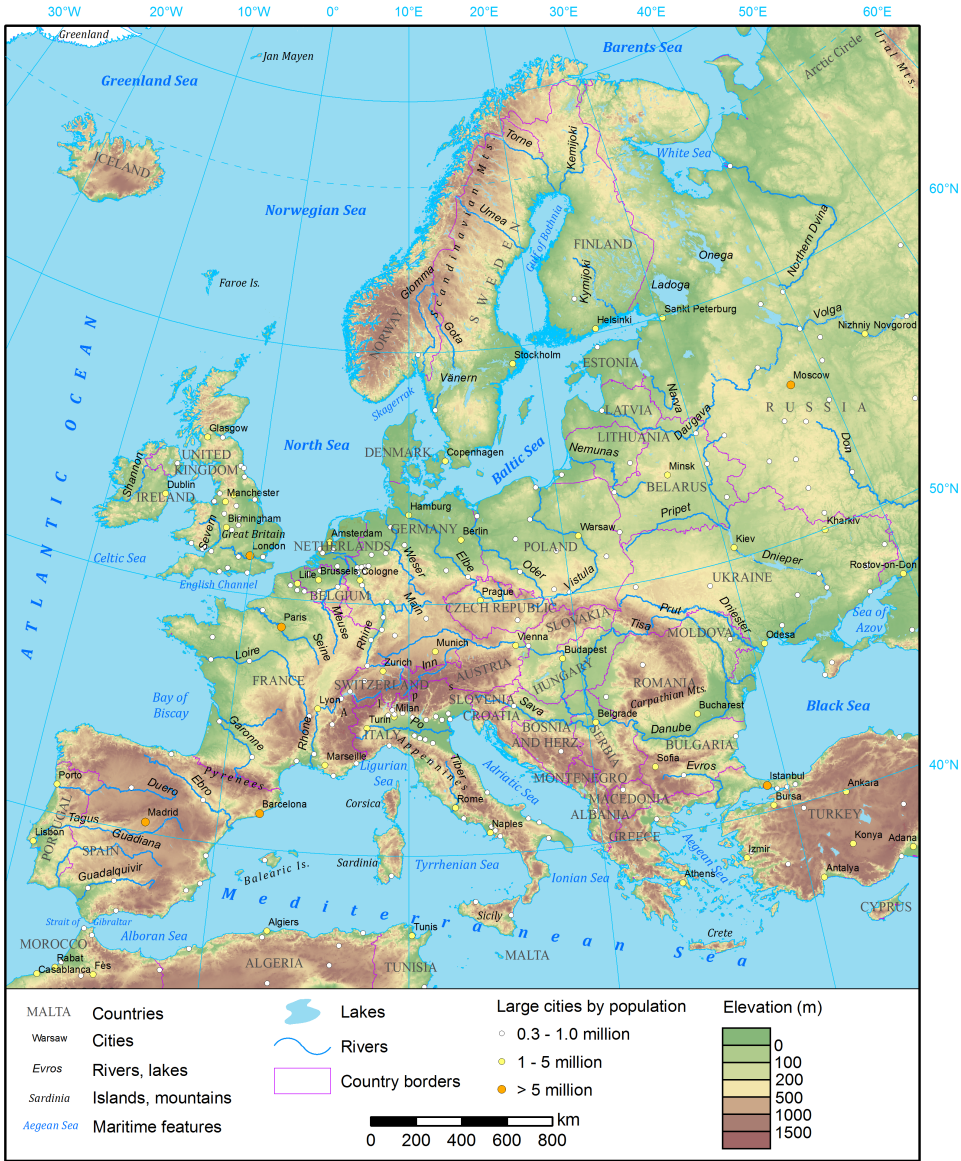 30°W
20°W
10°W
0°
10°E
20°E
30°E
40°E
50°E
60°E
Greenland
Jan Mayen
Barents Sea
Arctic Circle
Ural Mts.
Greenland Sea
ICELAND
Torne
Kemijoki
White Sea
60°N
Norwegian Sea
Scandinavian Mts.
Umea
Gulf of Bothnia
FINLAND
Onega
Northern Dvina
Faroe Is.
Glomma
SWEDEN
Kymijoki
Ladoga
NORWAY
Gota
Helsinki
Sankt Peterburg
Volga
Nizhniy Novgorod
Stockholm
ESTONIA
Vänern
Moscow
Skagerrak
Narva
RUSSIA
LATVIA
Daugava
Glasgow
North Sea
DENMARK
Copenhagen
Baltic Sea
LITHUANIA
Don
UNITED
KINGDOM
Nemunas
Shannon
Dublin
IRELAND
Manchester
Minsk
BELARUS
50°N
Hamburg
GERMANY
Birmingham
Great Britain
Severn
London
Amsterdam
NETHERLANDS
Berlin
Warsaw
Pripet
Kharkiv
POLAND
Kiev
Dnieper
Celtic Sea
English Channel
Lille
Brussels
Cologne
Weser
Elbe
Oder
Vistula
Rostov-on-Don
BELGIUM
Main
Prague
CZECH REPUBLIC
UKRAINE
Paris
Meuse
Rhine
SLOVAKIA
Tisa
Prut
Dniester
MOLDOVA
Sea of
Azov
Seine
Loire
Munich
Vienna
Odesa
Zurich
Inn
AUSTRIA
Budapest
HUNGARY
FRANCE
SWITZERLAND
Alps
ROMANIA
Carpathian Mts.
Bay of
Biscay
Lyon
Milan
SLOVENIA
CROATIA
Sava
Belgrade
Bucharest
Black Sea
Garonne
Rhone
Turin
Po
ITALY
BOSNIA
AND HERZ.
SERBIA
Danube
BULGARIA
Marseille
Ligurian
Sea
Appennines
Adriatic Sea
Sofia
40°N
Pyrenees
MONTENEGRO
Evros
Porto
Duero
Ebro
Tiber
Istanbul
Ankara
Corsica
Rome
MACEDONIA
Bursa
Barcelona
Madrid
ALBANIA
TURKEY
Tagus
Naples
Lisbon
PORTUGAL
Guadiana
GREECE
Konya
Adana
SPAIN
Sardinia
Tyrrhenian Sea
Aegean Sea
Izmir
Guadalquivir
Balearic Is.
Ionian Sea
Athens
Antalya
Mediterranean Sea
CYPRUS
Strait of Gibraltar
Sicily
Alboran Sea
Algiers
Tunis
Crete
MOROCCO
Rabat
Casablanca
Fès
ALGERIA
TUNISIA
MALTA
ATLANTIC OCEAN
MALTA Countries
Warsaw Cities
Evros Rivers, lakes
Sardinia Islands, mountains
Aegean Sea Maritime features
Lakes
Rivers
Country borders
km
0 200 400 600 800
Large cities by population
0.3 - 1.0 million
1 - 5 million
> 5 million
Elevation (m)
0
100
200
500
1000
1500